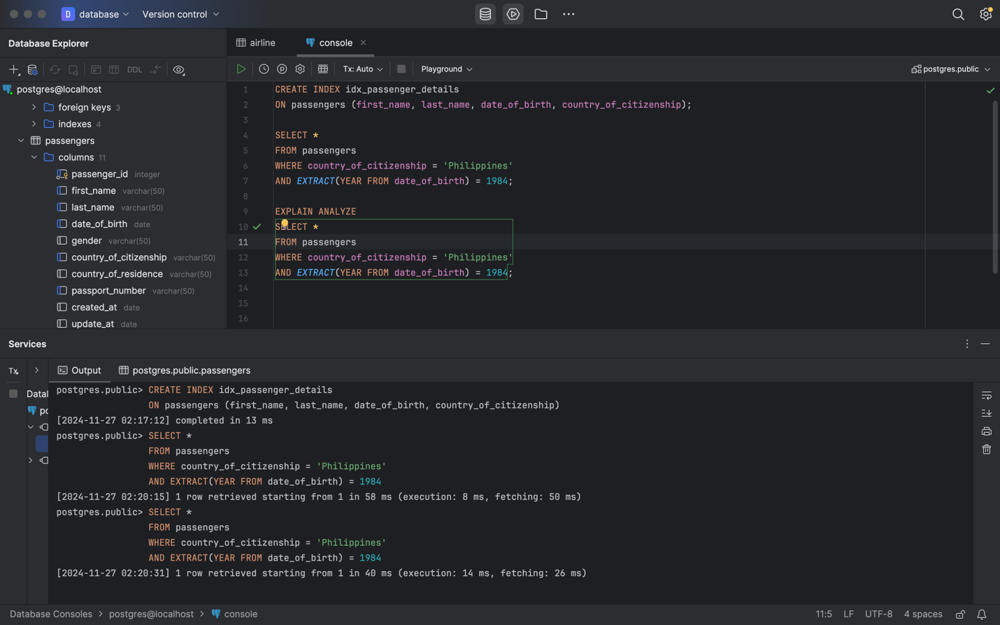 D database Version control
Database Explorer
airline
console
DDL
Tx: Auto
Playground
postgres.public
postgres@localhost
foreign keys 3
indexes 4
passengers
columns 11
passenger_id integer
first_name varchar(50)
last_name varchar(50)
date_of_birth date
gender varchar(50)
country_of_citizenship varchar(50)
country_of_residence varchar(50)
passport_number varchar(50)
created_at date
update_at date
1 CREATE INDEX idx_passenger_details
2 ON passengers (first_name, last_name, date_of_birth, country_of_citizenship);
3
4 SELECT *
5 FROM passengers
6 WHERE country_of_citizenship = 'Philippines'
7 AND EXTRACT(YEAR FROM date_of_birth) = 1984;
8
9 EXPLAIN ANALYZE
10 SELECT *
11 FROM passengers
12 WHERE country_of_citizenship = 'Philippines'
13 AND EXTRACT(YEAR FROM date_of_birth) = 1984;
14
15
16
Services
Tx
Output
postgres.public.passengers
Datal
po
postgres.public> CREATE INDEX idx_passenger_details
ON passengers (first_name, last_name, date_of_birth, country_of_citizenship)
[2024-11-27 02:17:12] completed in 13 ms
postgres.public> SELECT *
FROM passengers
WHERE country_of_citizenship = 'Philippines'
AND EXTRACT(YEAR FROM date_of_birth) = 1984
[2024-11-27 02:20:15] 1 row retrieved starting from 1 in 58 ms (execution: 8 ms, fetching: 50 ms)
postgres.public> SELECT *
FROM passengers
WHERE country_of_citizenship = 'Philippines'
AND EXTRACT(YEAR FROM date_of_birth) = 1984
[2024-11-27 02:20:31] 1 row retrieved starting from 1 in 40 ms (execution: 14 ms, fetching: 26 ms)
Database Consoles > postgres@localhost > console
11:5 LF UTF-8 4 spaces